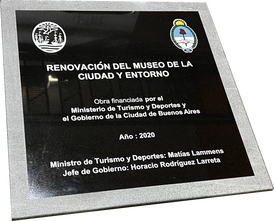 RENOVACIÓN DEL MUSEO DE LA
CIUDAD Y ENTORNO
Obra financiada por el
Ministerio de Turismo y Deportes y
el Gobierno de la Ciudad de Buenos Aires
Año : 2020
Ministro de Turismo y Deportes: Matías Lammens
Jefe de Gobierno: Horacio Rodríguez Larreta